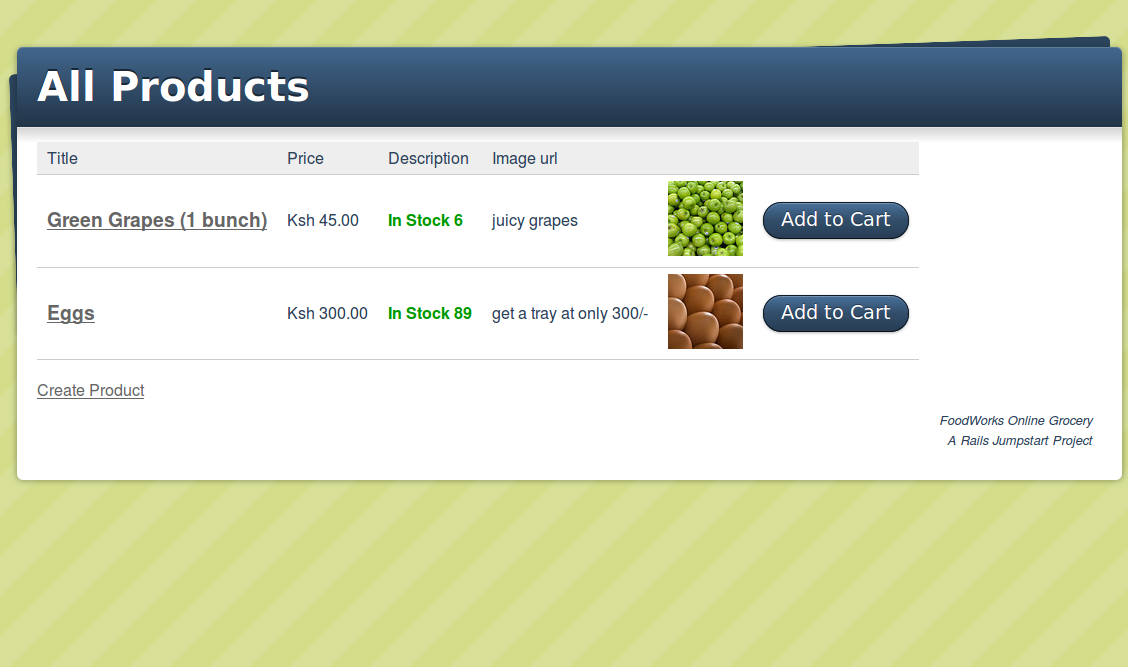 All Products
Title Price Description Image url
Green Grapes (1 bunch) Ksh 45.00 In Stock 6 juicy grapes Add to Cart
Eggs Ksh 300.00 In Stock 89 get a tray at only 300/- Add to Cart
Create Product
FoodWorks Online Grocery
A Rails Jumpstart Project